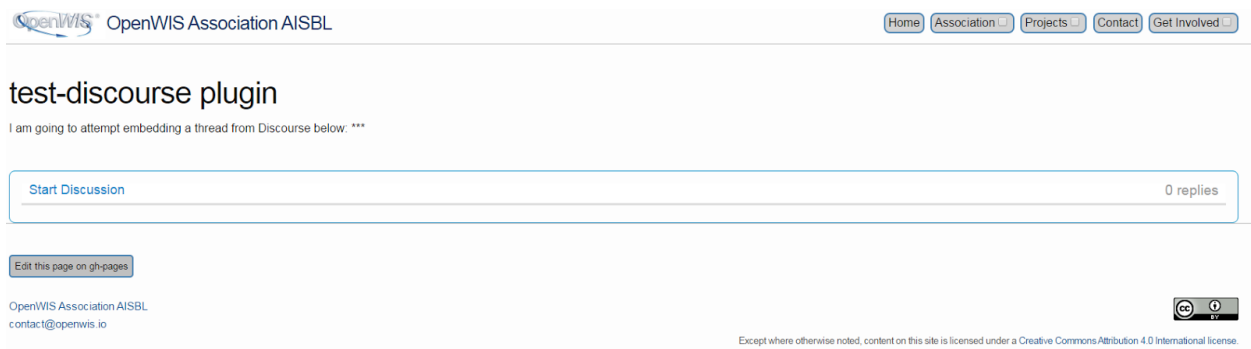 OpenWIS OpenWIS Association AISBL
Home Association Projects Contact Get Involved
test-discourse plugin
I am going to attempt embedding a thread from Discourse below: ***
Start Discussion 0 replies
Edit this page on gh-pages
OpenWIS Association AISBL
contact@openwis.io
cc BY
Except where otherwise noted, content on this site is licensed under a Creative Commons Attribution 4.0 International license.